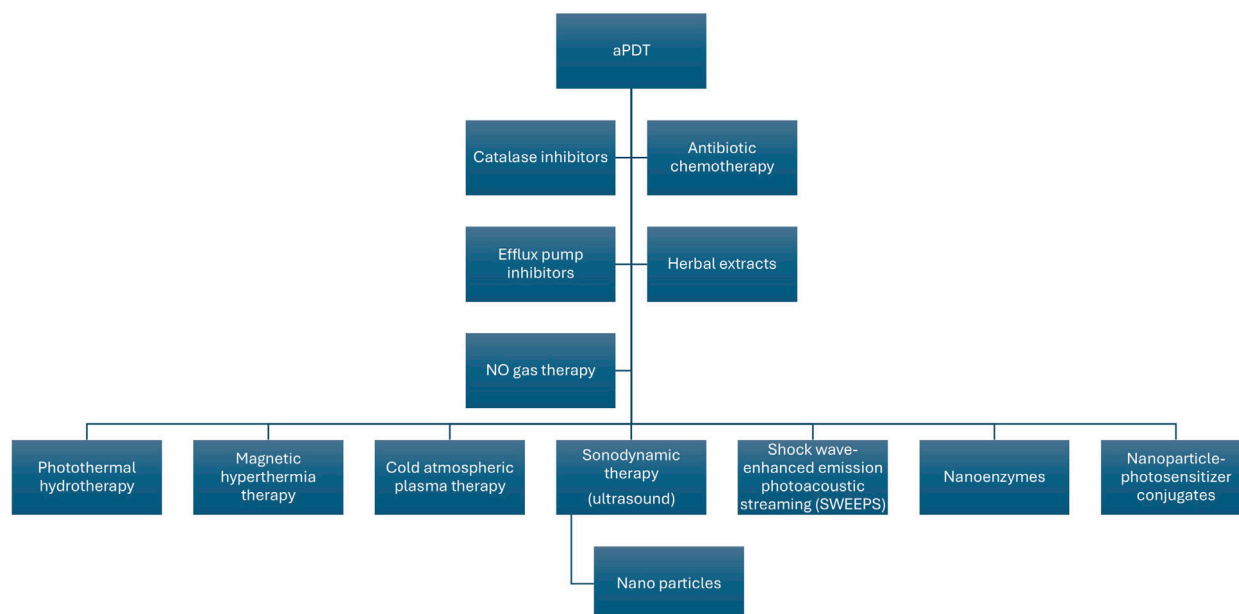 aPDT
Catalase inhibitors
Antibiotic
chemotherapy
Efflux pump
inhibitors
Herbal extracts
NO gas therapy
Photothermal
hydrotherapy
Magnetic
hyperthermia
therapy
Cold atmospheric
plasma therapy
Sonodynamic
therapy
(ultrasound)
Shock wave-
enhanced emission
photoacoustic
streaming (SWEEPS)
Nanoenzymes
Nanoparticle-
photosensitizer
conjugates
Nano particles